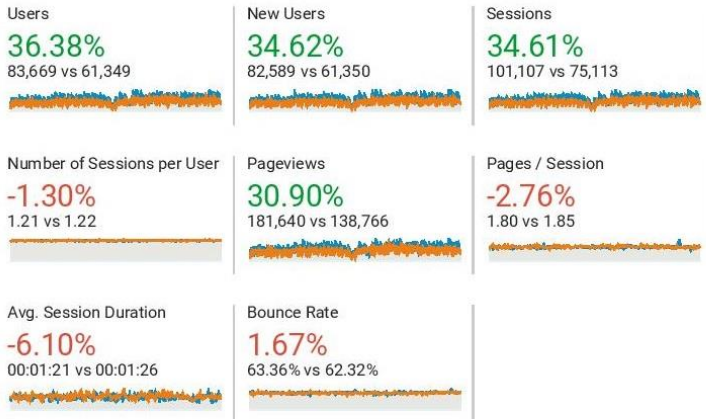 Users
36.38%
83,669 vs 61,349
New Users
34.62%
82,589 vs 61,350
Sessions
34.61%
101,107 vs 75,113
Number of Sessions per User
-1.30%
1.21 vs 1.22
Pageviews
30.90%
181,640 vs 138,766
Pages / Session
-2.76%
1.80 vs 1.85
Avg. Session Duration
-6.10%
00:01:21 vs 00:01:26
Bounce Rate
1.67%
63.36% vs 62.32%